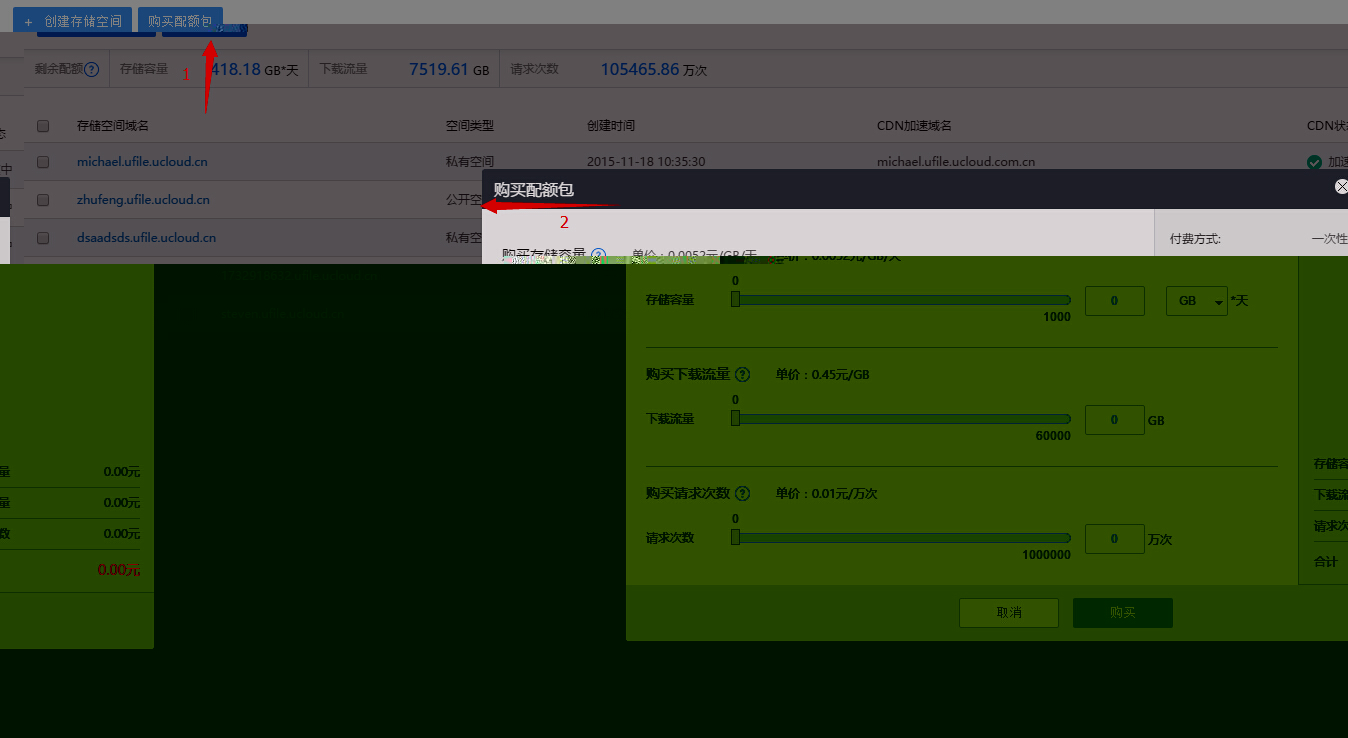 + 创建存储空间 购买配额包
剩余配额 ? 存储容量 1 418.18 GB*天 下载流量 7519.61 GB 请求次数 105465.86 万次
态 存储空间域名 空间类型 创建时间 CDN加速域名 CDN状
中 michael.ufile.ucloud.cn 私有空间 2015-11-18 10:35:30 michael.ufile.ucloud.com.cn 加速
购买配额包
zhufeng.ufile.ucloud.cn 公开空
2
dsaadsds.ufile.ucloud.cn 私有空 付费方式: 一次性
购买存储容量 ? 单价：0.0052元/GB/天
0
存储容量 0 GB *天
1000
购买下载流量 ? 单价：0.45元/GB
0
下载流量 0 GB
60000
量 0.00元 存储容
购买请求次数 ? 单价：0.01元/万次 下载流
量 0.00元
0 请求次
数 0.00元
请求次数 0 万次
1000000 合计
0.00元
取消 购买